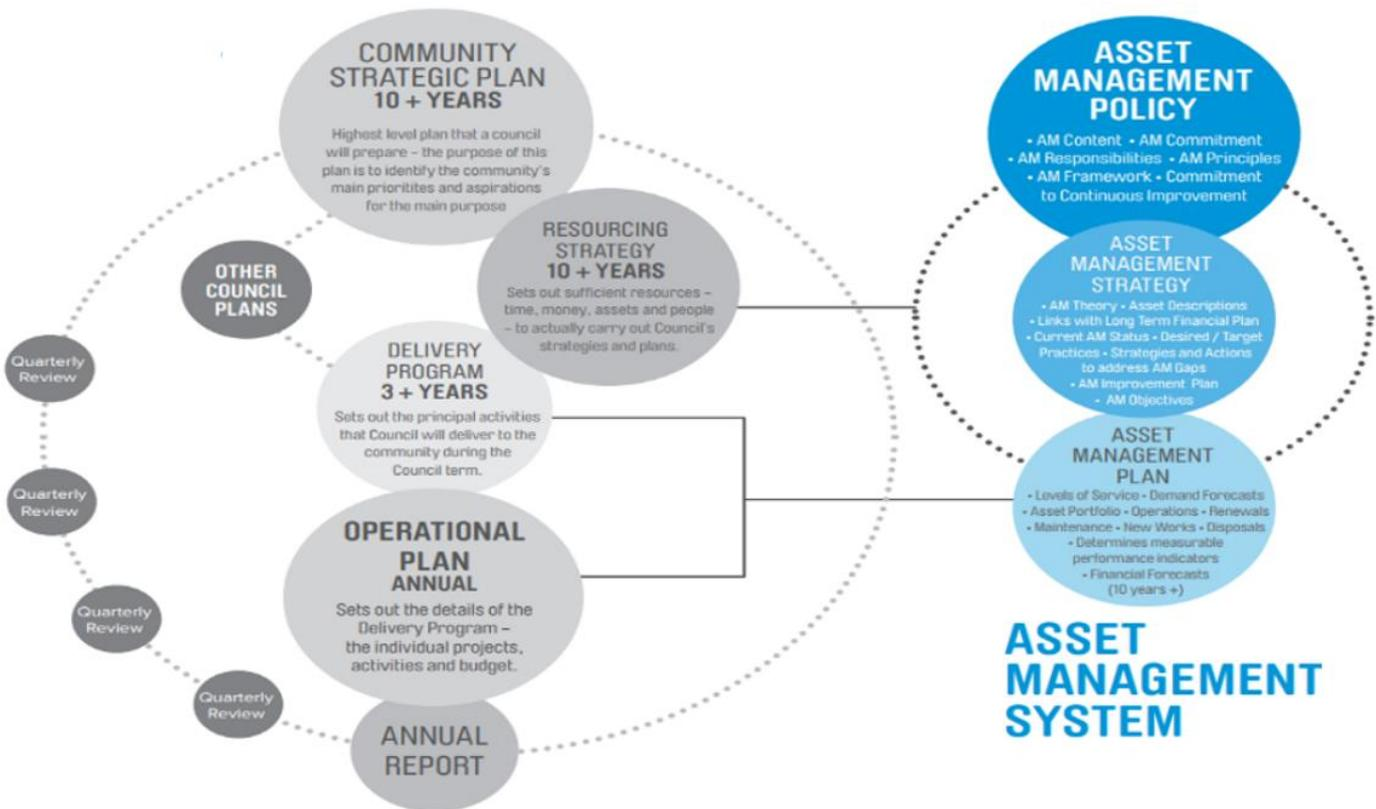 COMMUNITY
STRATEGIC PLAN
10 + YEARS
Highest level plan that a council
will prepare – the purpose of this
plan is to identify the community's
main prioritites and aspirations
for the main purpose
RESOURCING
STRATEGY
10 + YEARS
Sets out sufficient resources –
time, money, assets and people
– to actually carry out Council's
strategies and plans.
OTHER
COUNCIL
PLANS
DELIVERY
PROGRAM
3 + YEARS
Sets out the principal activities
that Council will deliver to the
community during the
Council term.
OPERATIONAL
PLAN
ANNUAL
Sets out the details of the
Delivery Program –
the individual projects,
activities and budget.
ANNUAL
REPORT
Quarterly
Review
Quarterly
Review
Quarterly
Review
Quarterly
Review
ASSET
MANAGEMENT
POLICY
• AM Content • AM Commitment
• AM Responsibilities • AM Principles
• AM Framework • Commitment
to Continuous Improvement
ASSET
MANAGEMENT
STRATEGY
• AM Theory • Asset Descriptions
• Links with Long Term Financial Plan
• Current AM Status • Desired / Target
Practices • Strategies and Actions
to address AM Gaps
• AM Improvement Plan
• AM Objectives
ASSET
MANAGEMENT
PLAN
• Levels of Service • Demand Forecasts
• Asset Portfolio • Operations • Renewals
• Maintenance • New Works • Disposals
• Determines measurable
performance indicators
• Financial Forecasts
(10 years +)
ASSET
MANAGEMENT
SYSTEM